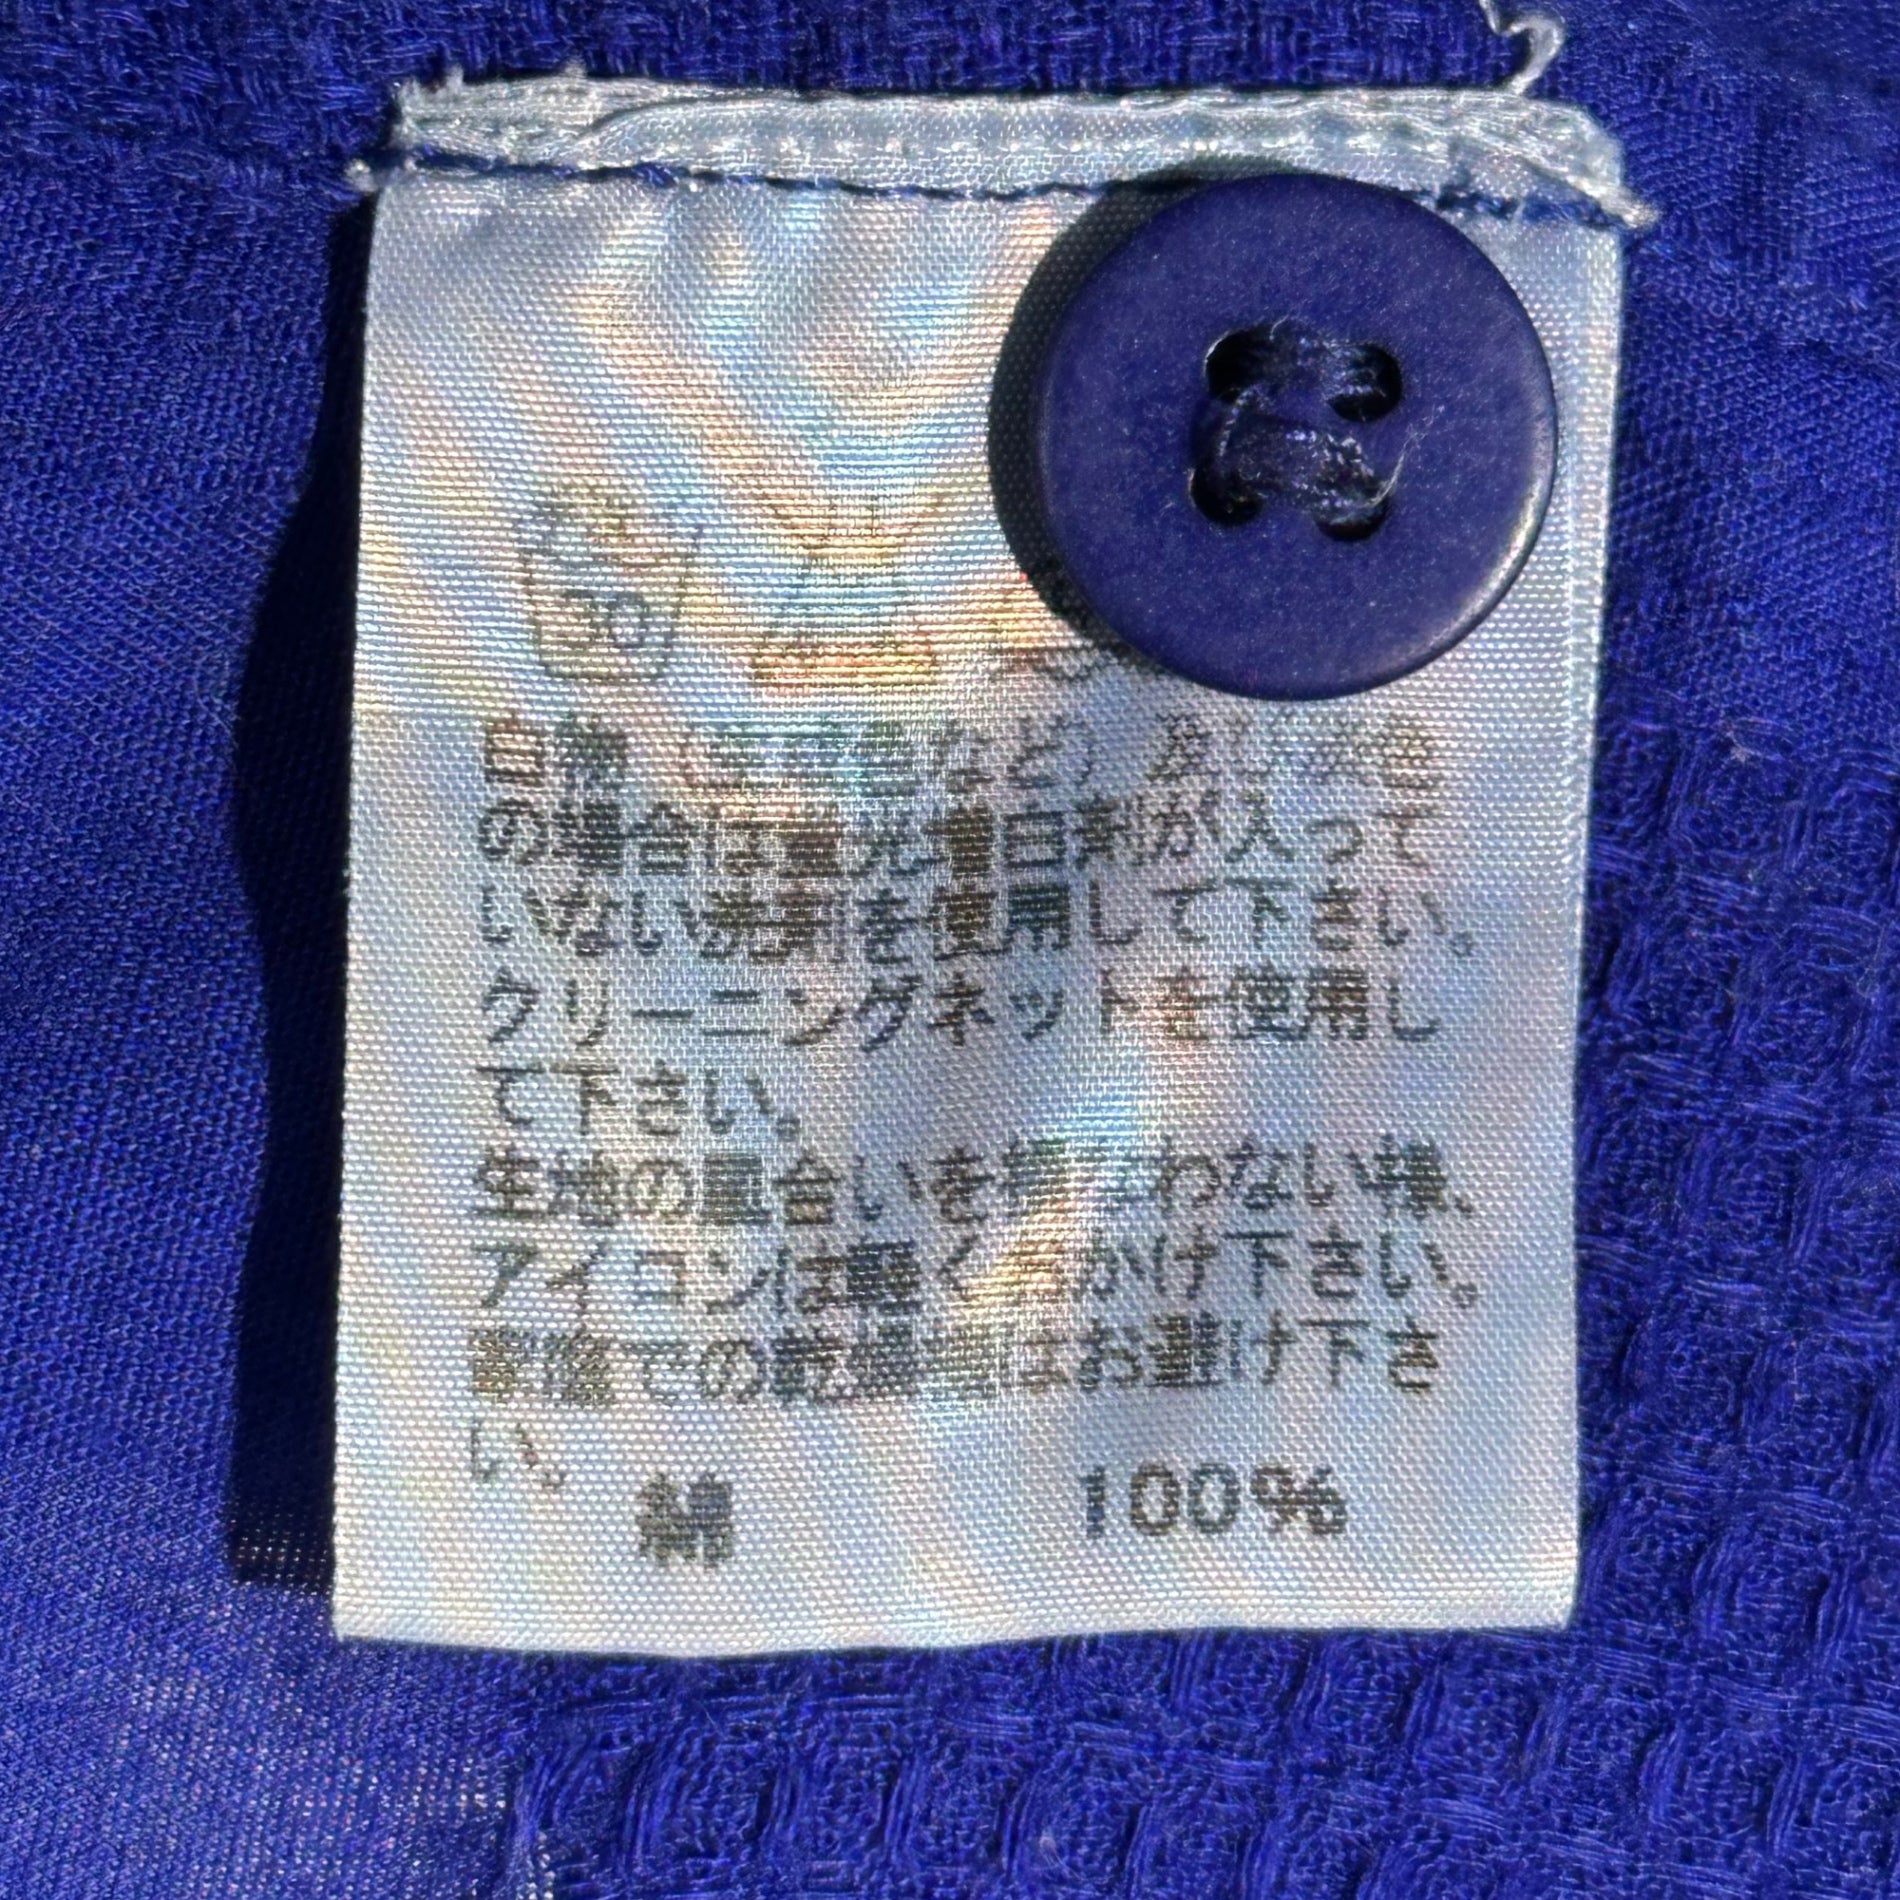 30
白物（生成など）及び淡色
の場合は蛍光増白剤が入って
いない洗剤を使用して下さい。
クリーニングネットを使用し
て下さい。
生地の風合いを損なわない様、
アイロンは軽くおかけ下さい。
での乾燥はお避け下さ
い。
綿 100%